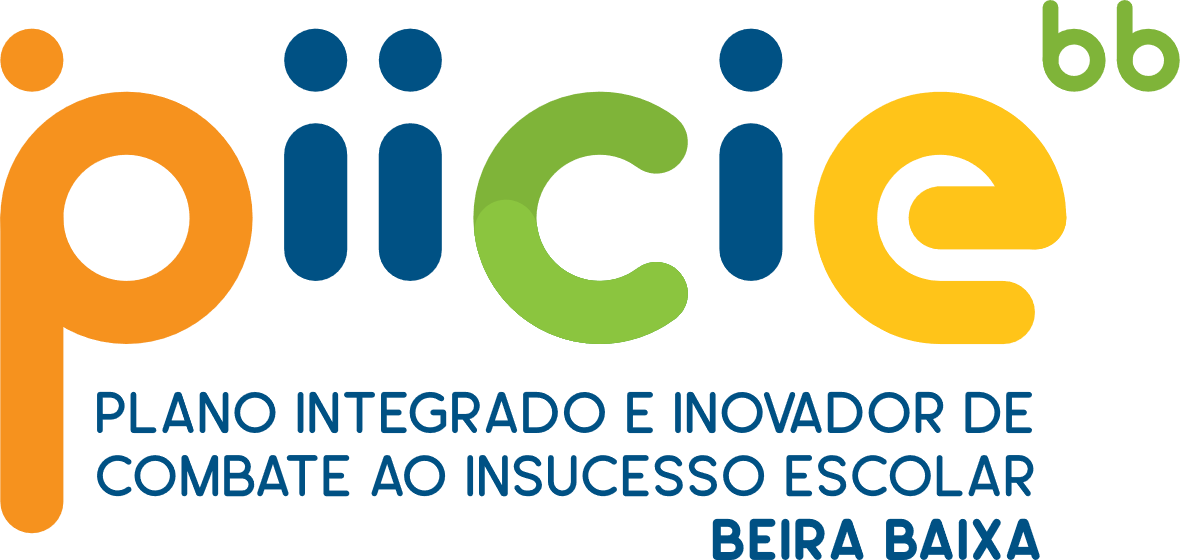 piicie bb
PLANO INTEGRADO E INOVADOR DE
COMBATE AO INSUCESSO ESCOLAR
BEIRA BAIXA